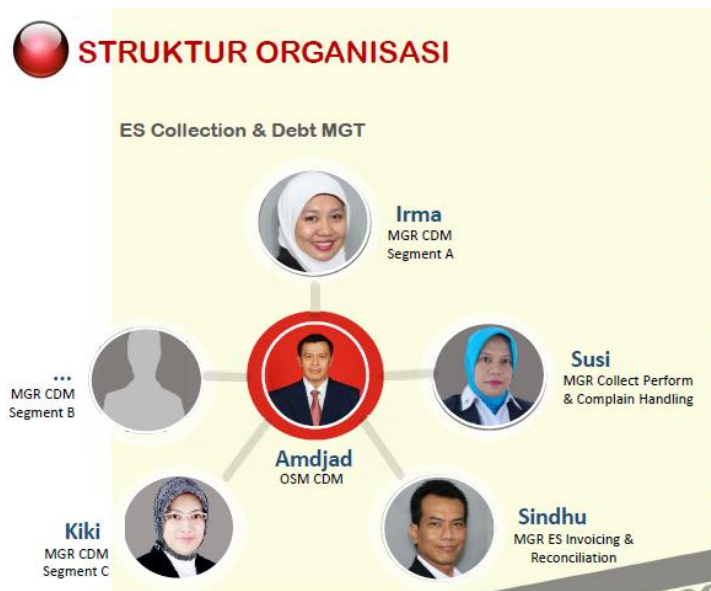 STRUKTUR ORGANISASI
ES Collection & Debt MGT
Irma
MGR CDM
Segment A
...
MGR CDM
Segment B
Susi
MGR Collect Perform
& Complain Handling
Amdjad
OSM CDM
Kiki
MGR CDM
Segment C
Sindhu
MGR ES Invoicing &
Reconciliation